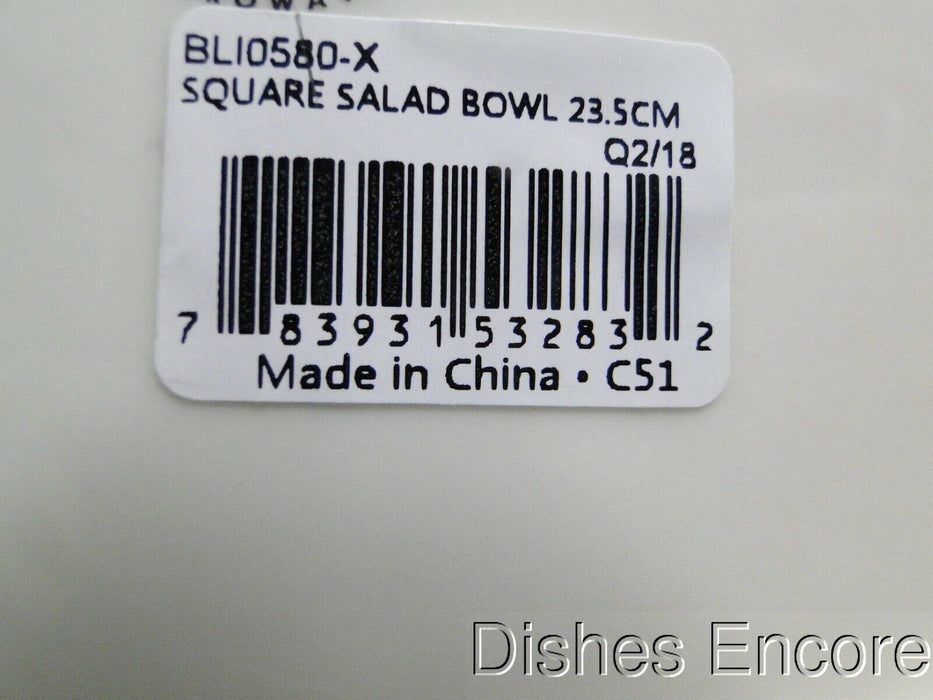 BLI0580-X
SQUARE SALAD BOWL 23.5CM
Q2/18
7 83931 53283 2
Made in China • C51
Dishes Encore